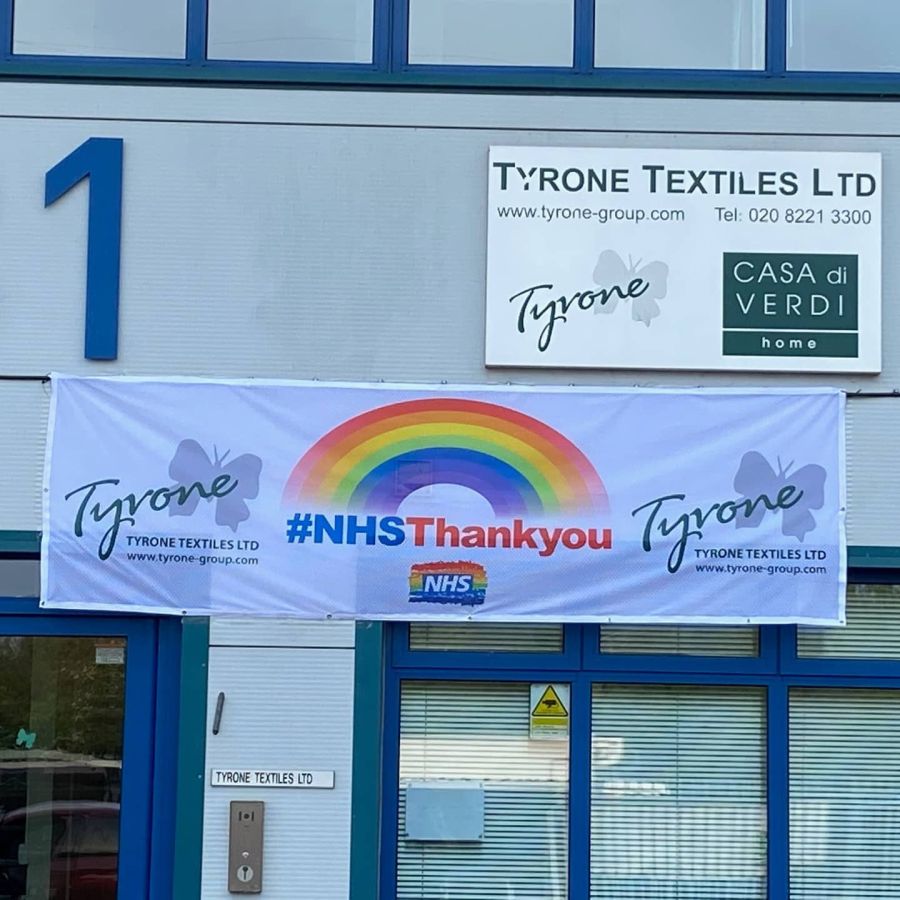 1
TYRONE TEXTILES LTD
www.tyrone-group.com Tel: 020 8221 3300
Tyrone
CASA di
VERDI
home
Tyrone
TYRONE TEXTILES LTD
www.tyrone-group.com
#NHSThankyou
NHS
Tyrone
TYRONE TEXTILES LTD
www.tyrone-group.com
TYRONE TEXTILES LTD